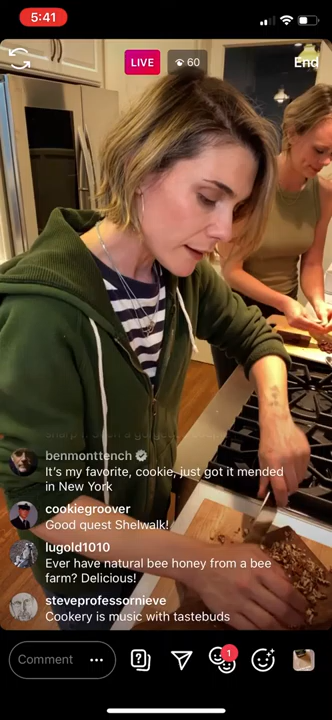 5:41
LIVE
60
End
benmonttench
It's my favorite, cookie, just got it mended
in New York
cookiegroover
Good quest Shelwalk!
lugold1010
Ever have natural bee honey from a bee
farm? Delicious!
steveprofessornieve
Cookery is music with tastebuds
Comment
1